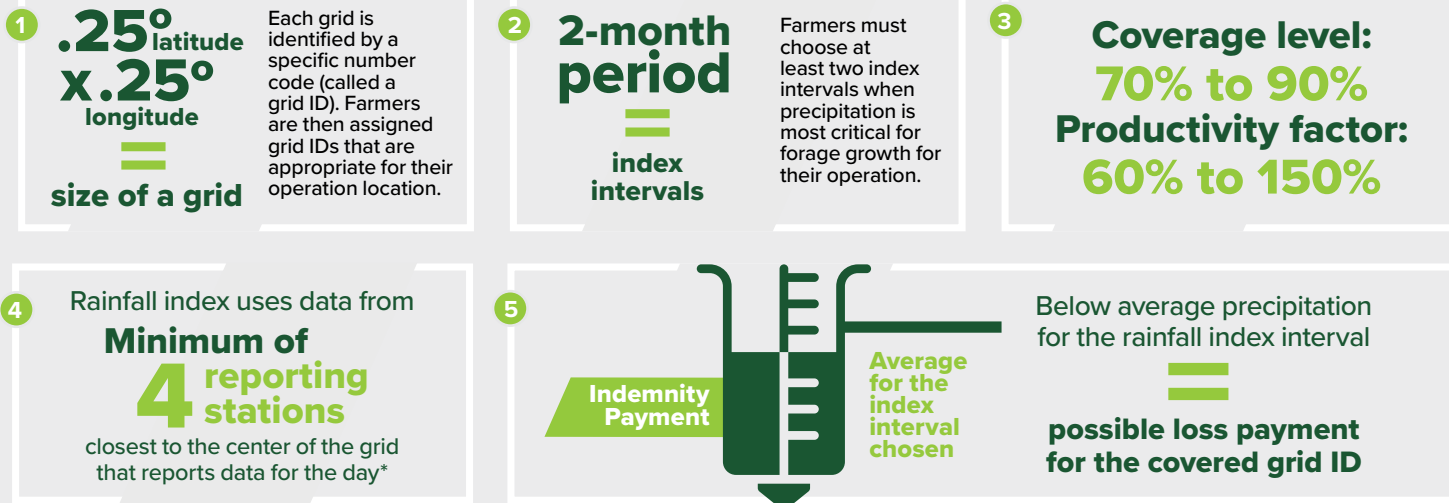 1
.25º latitude
x .25º
longitude
=
size of a grid
Each grid is
identified by a
specific number
code (called a
grid ID). Farmers
are then assigned
grid IDs that are
appropriate for their
operation location.
2
2-month
period
=
index
intervals
Farmers must
choose at
least two index
intervals when
precipitation is
most critical for
forage growth for
their operation.
3
Coverage level:
70% to 90%
Productivity factor:
60% to 150%
4
Rainfall index uses data from
Minimum of
4 reporting
stations
closest to the center of the grid
that reports data for the day*
5
Indemnity
Payment
Average
for the
index
interval
chosen
Below average precipitation
for the rainfall index interval
=
possible loss payment
for the covered grid ID